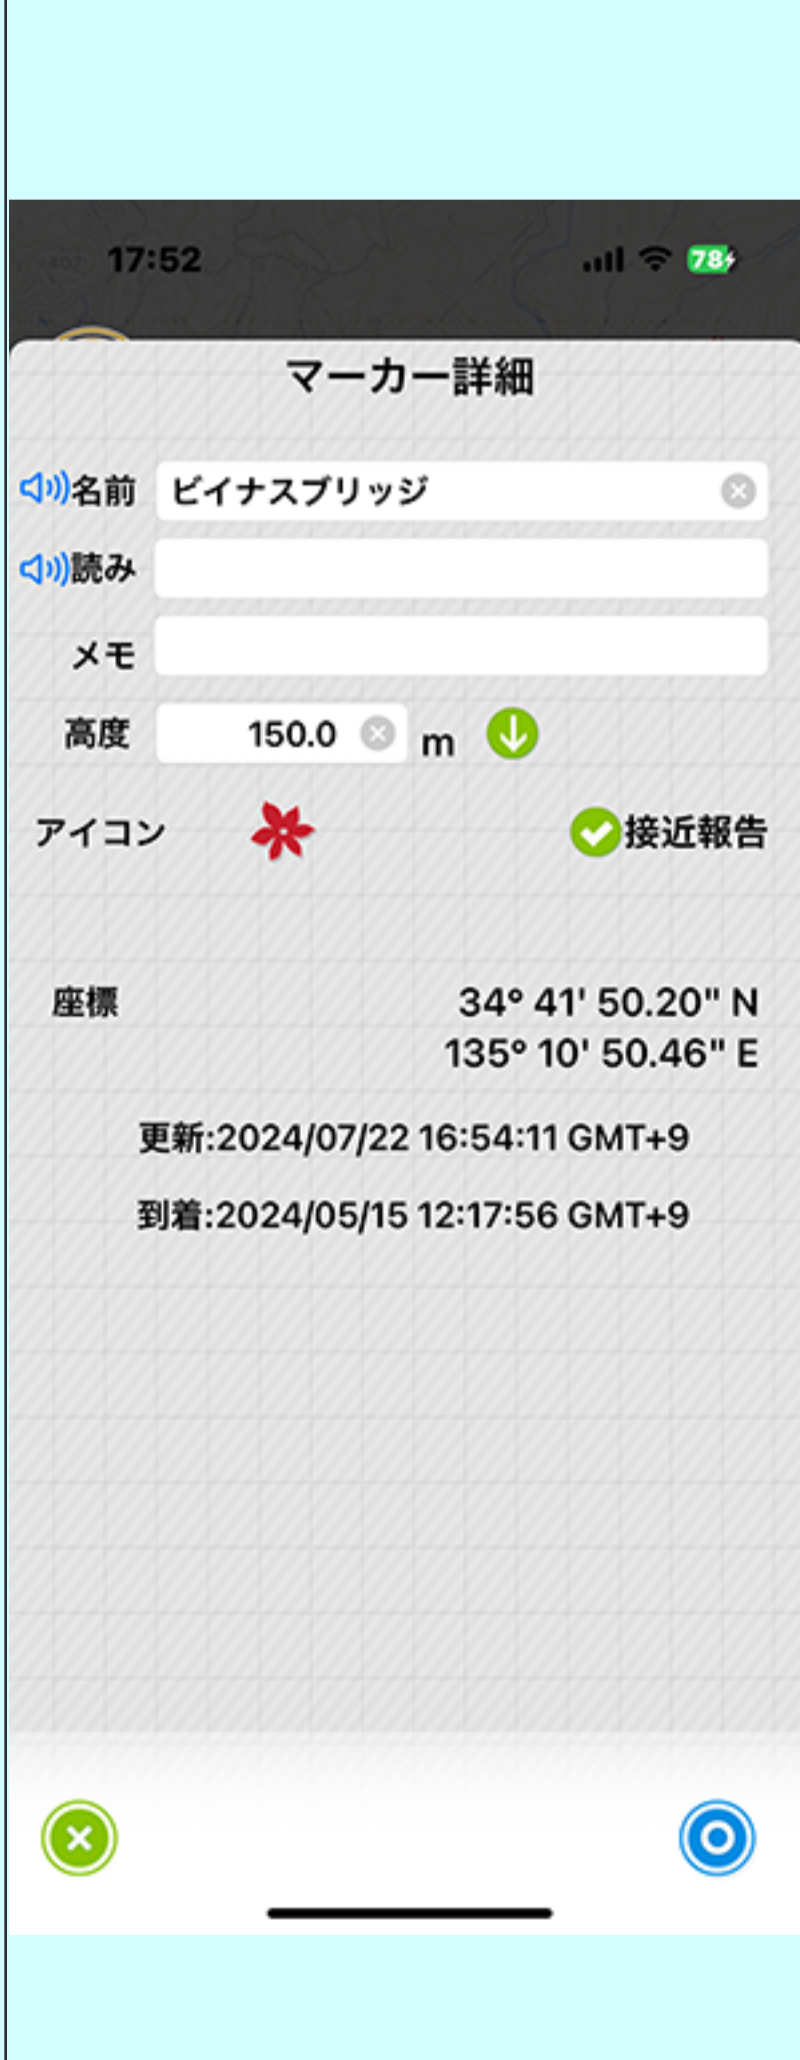 17:52
78
マーカー詳細
名前 ビイナスブリッジ
読み
メモ
高度 150.0 m
アイコン 接近報告
座標 34° 41' 50.20" N
135° 10' 50.46" E
更新:2024/07/22 16:54:11 GMT+9
到着:2024/05/15 12:17:56 GMT+9